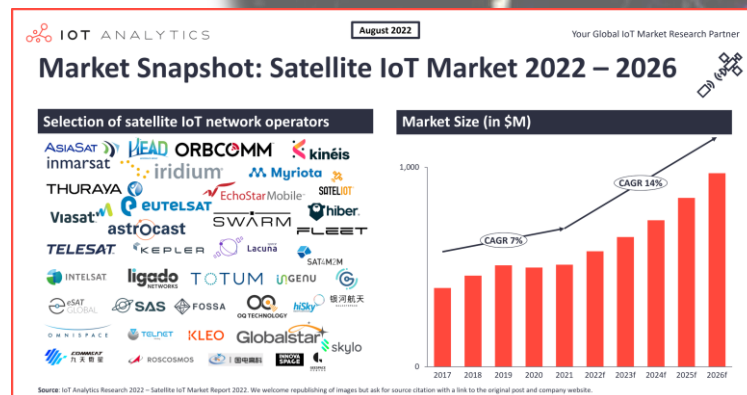 IOT ANALYTICS
August 2022
Your Global IoT Market Research Partner
Market Snapshot: Satellite IoT Market 2022 – 2026
Selection of satellite IoT network operators
ASIASAT HEAD ORBCOMM kinéis
inmarsat iridium Myriota
THURAYA EchoStar Mobile SOTELIOT
Viasat eutelsat hiber
astrocast SWARM FLEET
TELESAT KEPLER Lacuna SAT4M2M
INTELSAT ligado NETWORKS TOTUM INGENU
银河航天
eSAT GLOBAL SAS FOSSA OQ TECHNOLOGY hiSky
OMNISPACE TELNET KLEO Globalstar skylo
COMMCAT 九天微星 ROSCOSMOS 国电高科 INNOVA SPACE
Market Size (in $M)
1,000
CAGR 14%
CAGR 7%
0
2017 2018 2019 2020 2021 2022f 2023f 2024f 2025f 2026f
Source: IoT Analytics Research 2022 – Satellite IoT Market Report 2022. We welcome republishing of images but ask for source citation with a link to the original post and company website.